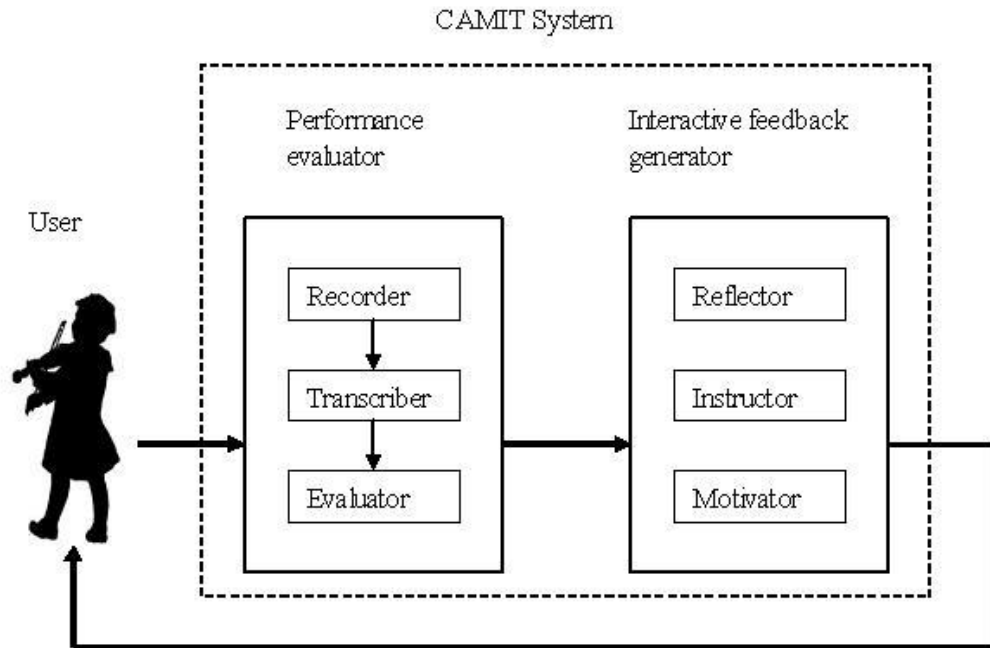 CAMIT System
Performance
evaluator
Interactive feedback
generator
User
Recorder
Transcriber
Evaluator
Reflector
Instructor
Motivator